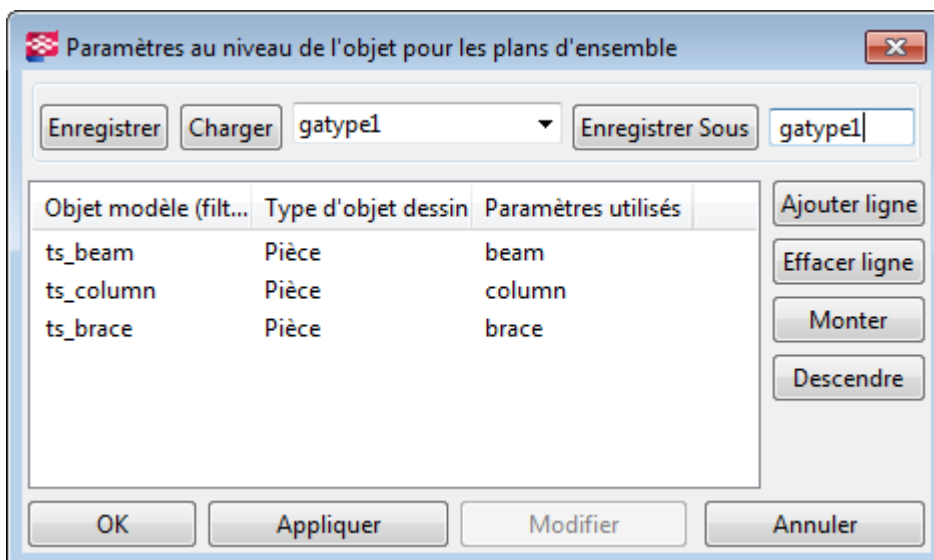 Paramètres au niveau de l'objet pour les plans d'ensemble
Enregistrer Charger gatype1 Enregistrer Sous gatype1
Objet modèle (filt... Type d'objet dessin Paramètres utilisés
ts_beam Pièce beam
ts_column Pièce column
ts_brace Pièce brace
Ajouter ligne
Effacer ligne
Monter
Descendre
OK Appliquer Modifier Annuler